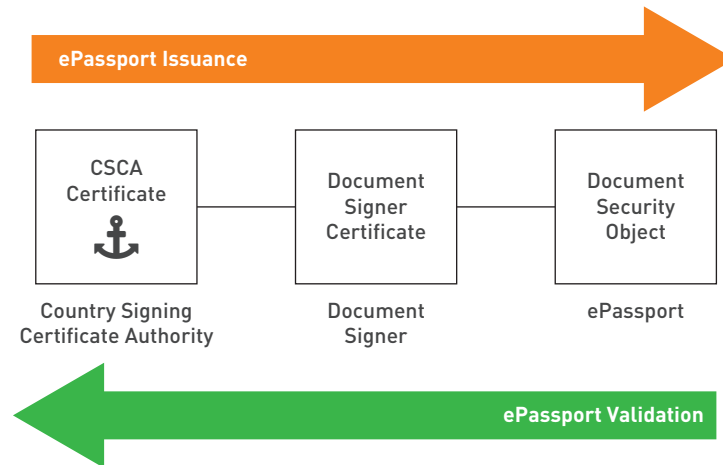 ePassport Issuance
CSCA
Certificate
Document
Signer
Certificate
Document
Security
Object
Country Signing
Certificate Authority
Document
Signer
ePassport
ePassport Validation